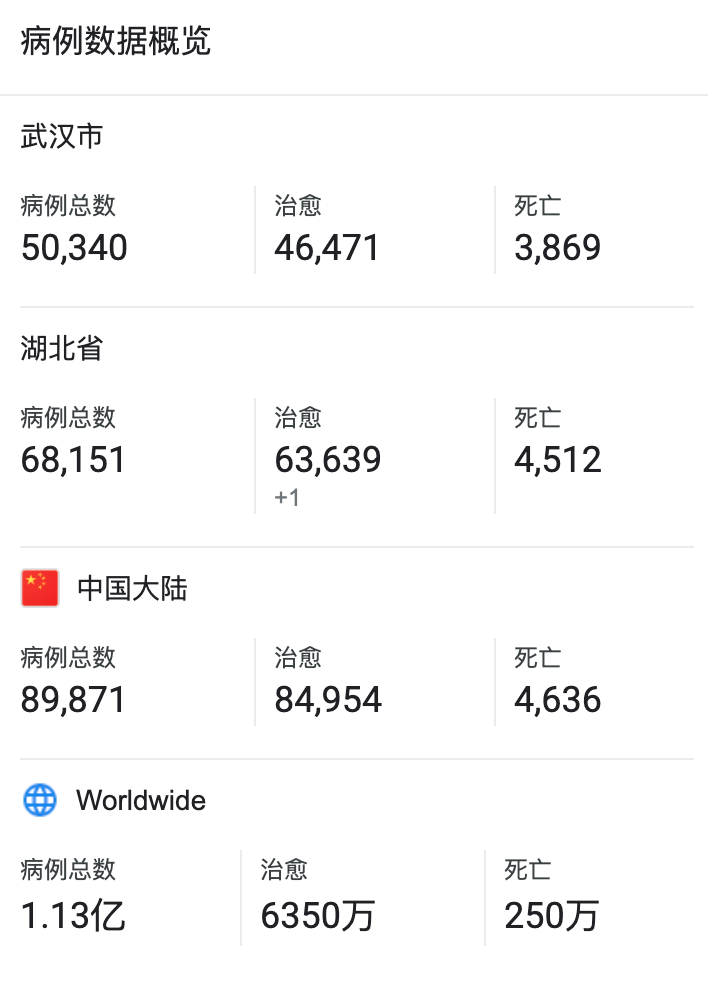 病例数据概览
武汉市
病例总数 治愈 死亡
50,340 46,471 3,869
湖北省
病例总数 治愈 死亡
68,151 63,639 4,512
+1
中国大陆
病例总数 治愈 死亡
89,871 84,954 4,636
Worldwide
病例总数 治愈 死亡
1.13亿 6350万 250万